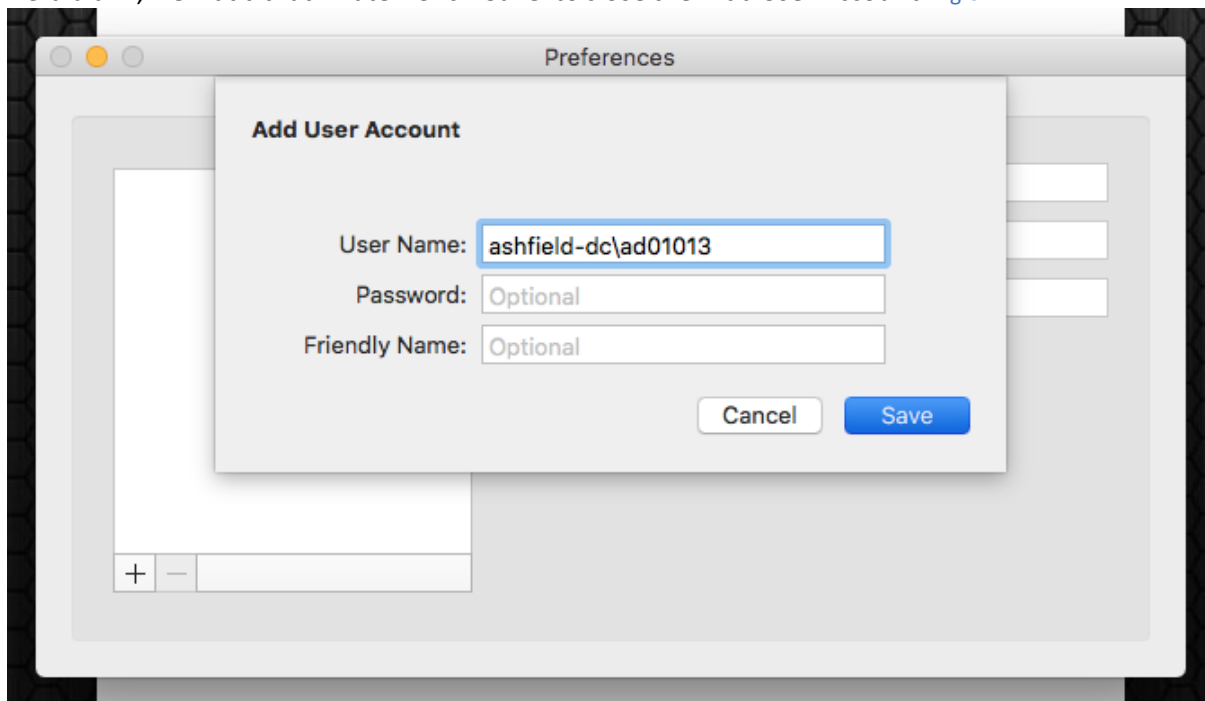 Preferences
Add User Account
User Name: ashfield-dc\ad01013
Password: Optional
Friendly Name: Optional
Cancel Save